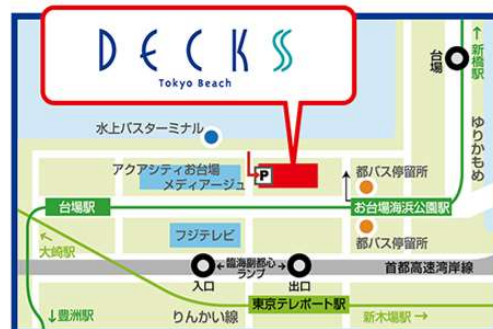 DECKS
Tokyo Beach
↑新橋駅
台場
ゆりかもめ
水上バスターミナル
アクアシティお台場
メディアージュ
P
都バス停留所
台場駅
お台場海浜公園駅
フジテレビ
都バス停留所
←大崎駅
←臨海副都心→
ランプ
入口
出口
首都高速湾岸線
東京テレポート駅
↓豊洲駅
りんかい線
新木場駅→